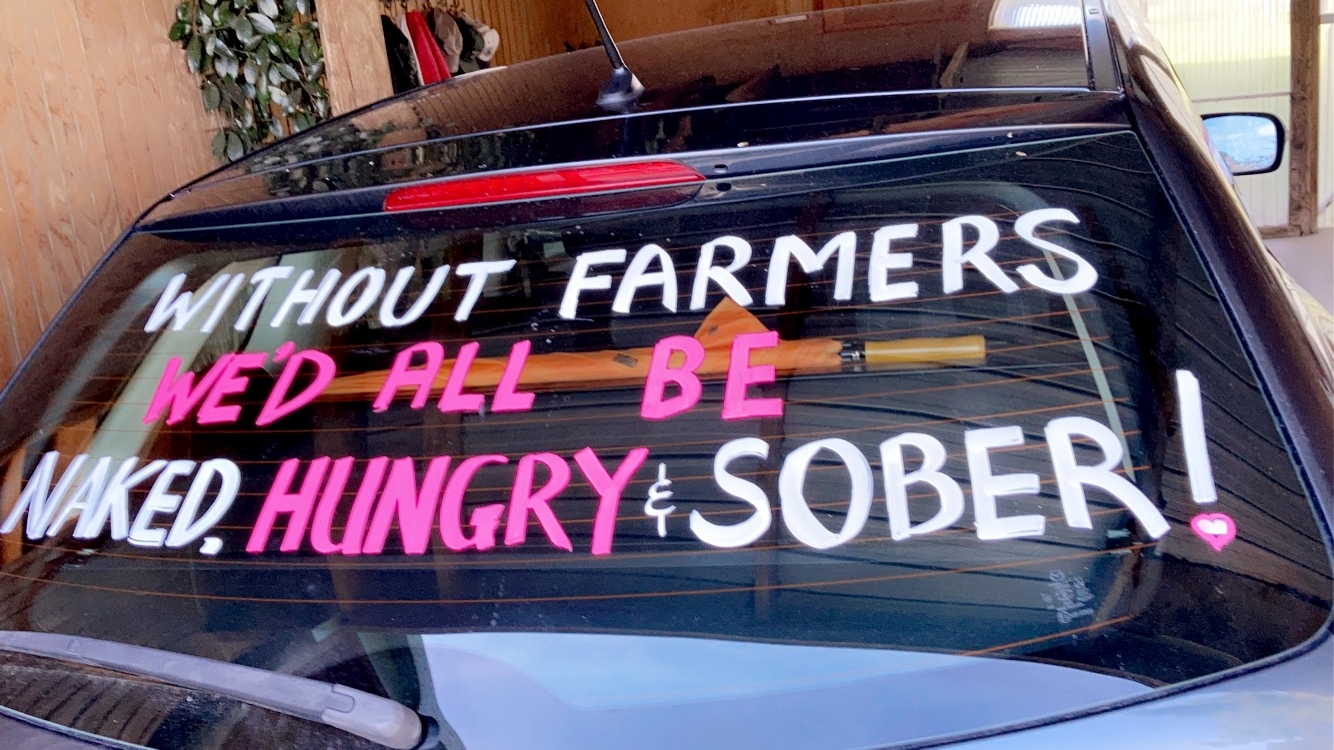 WITHOUT FARMERS
WE'D ALL BE
NAKED, HUNGRY & SOBER!